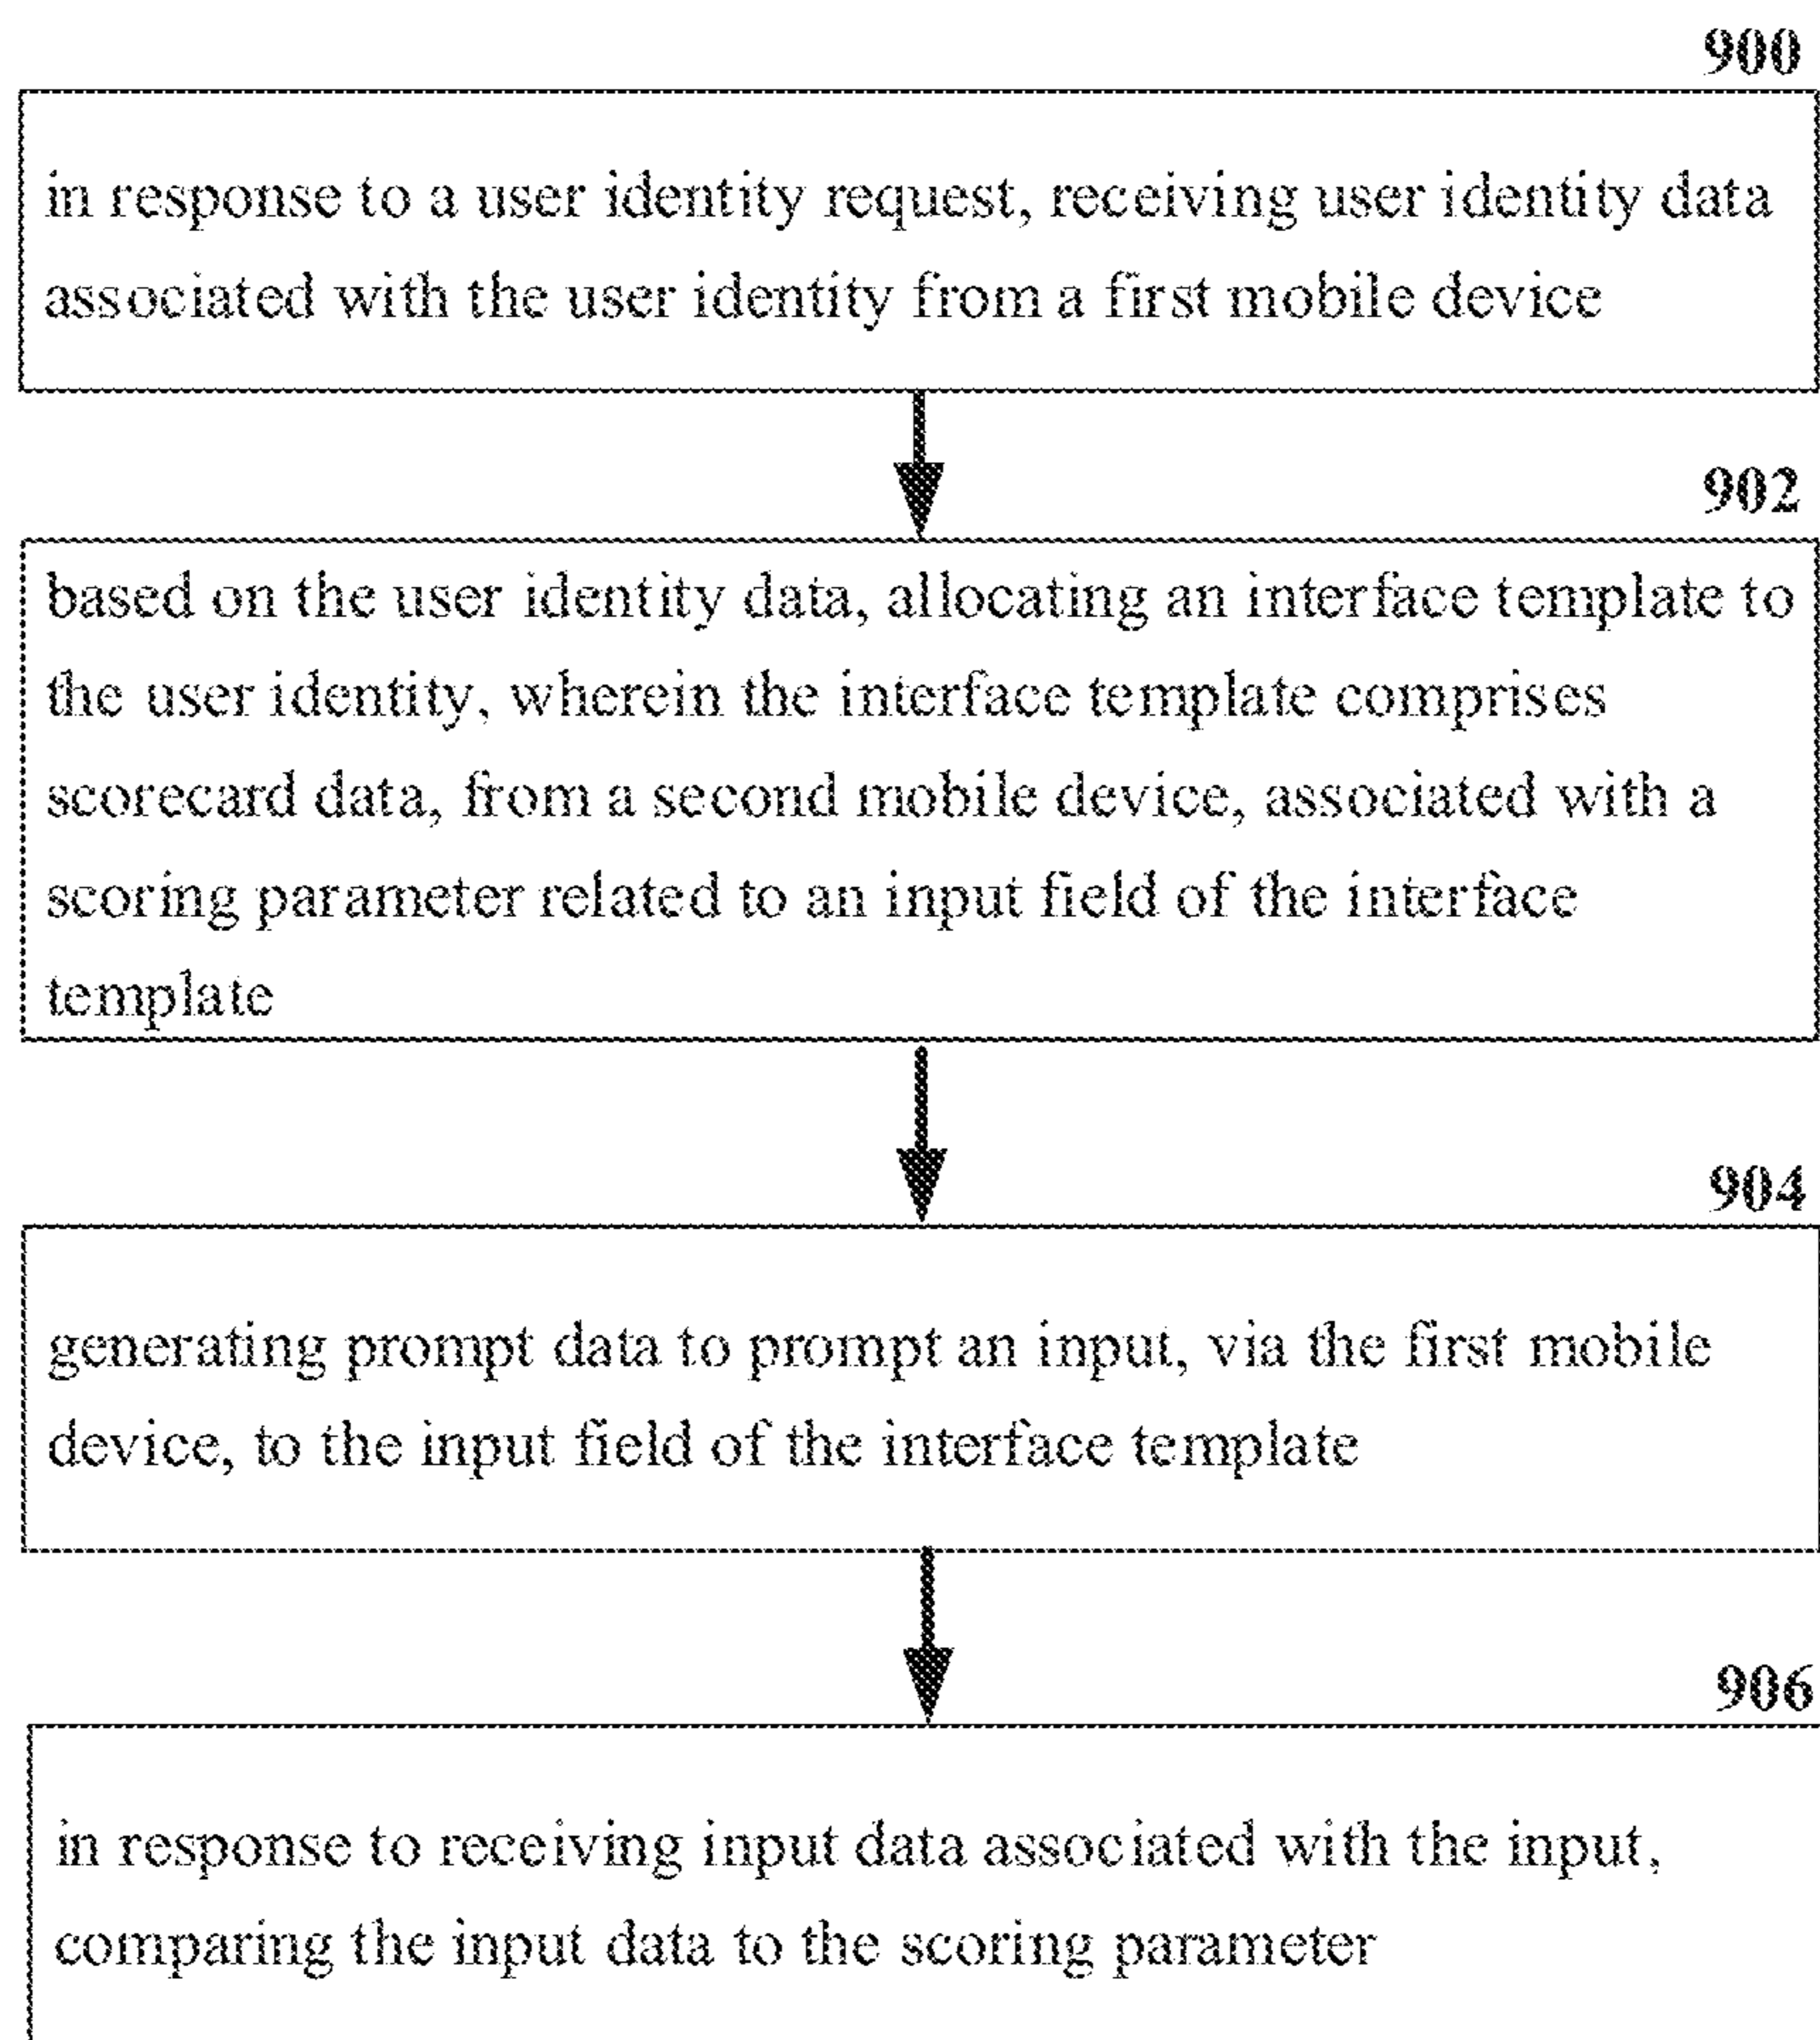 900
in response to a user identity request, receiving user identity data
associated with the user identity from a first mobile device
902
based on the user identity data, allocating an interface template to
the user identity, wherein the interface template comprises
scorecard data, from a second mobile device, associated with a
scoring parameter related to an input field of the interface
template
904
generating prompt data to prompt an input, via the first mobile
device, to the input field of the interface template
906
in response to receiving input data associated with the input,
comparing the input data to the scoring parameter